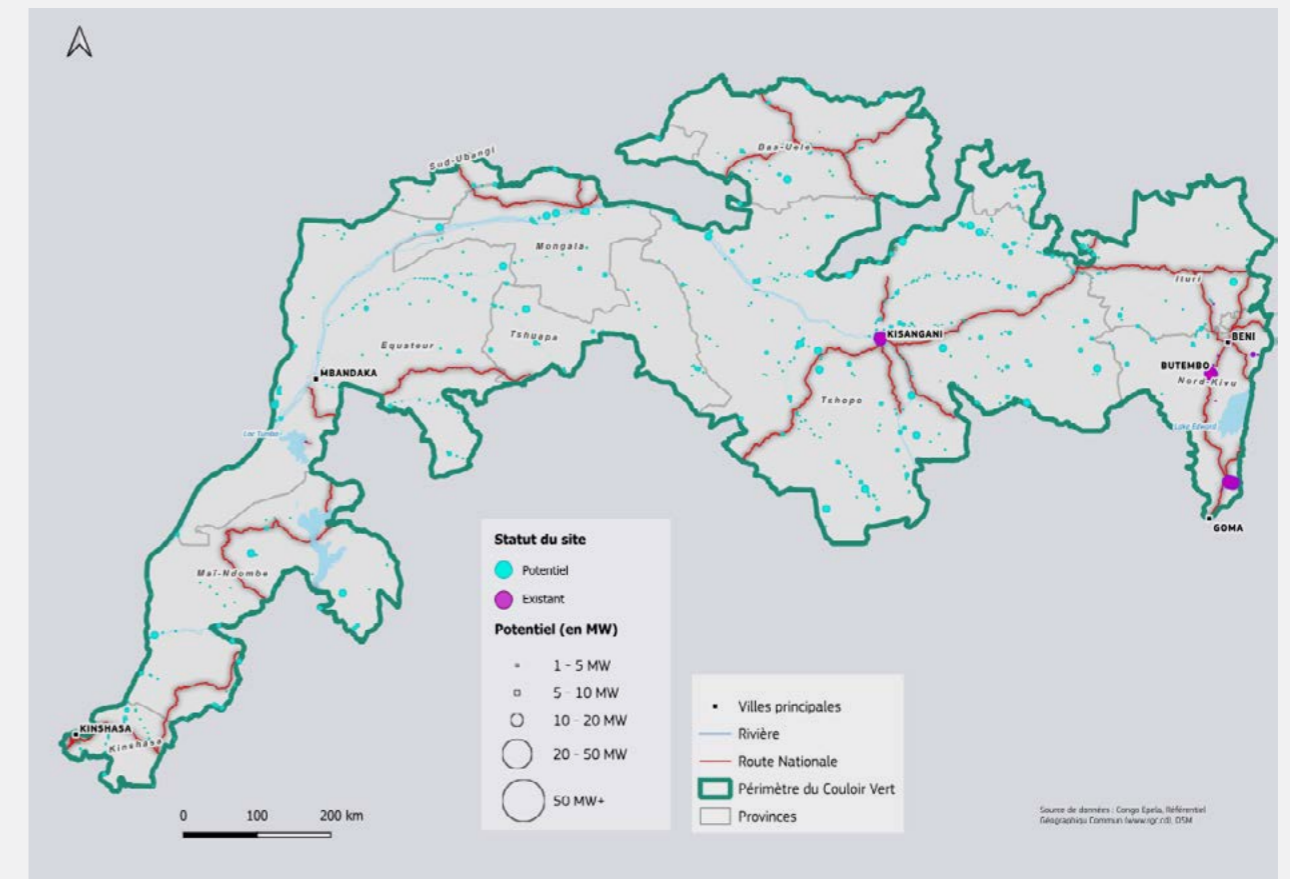 Sud-Ubangi
Bas-Uele
Mongala
Ituri
Tshuapa
Equateur
KISANGANI
BENI
BUTEMBO
Nord-Kivu
MBANDAKA
Tshopo
Lac Tumba
Lake Edward
GOMA
Maï-Ndombe
KINSHASA
Kinshasa
0 100 200 km
Statut du site
Potentiel
Existant
Potentiel (en MW)
1 - 5 MW
5 - 10 MW
10 - 20 MW
20 - 50 MW
50 MW+
Villes principales
Rivière
Route Nationale
Périmètre du Couloir Vert
Provinces
Source de données : Congo Epela, Référentiel
Géographiqu Commun (www.rgc.cd), OSM